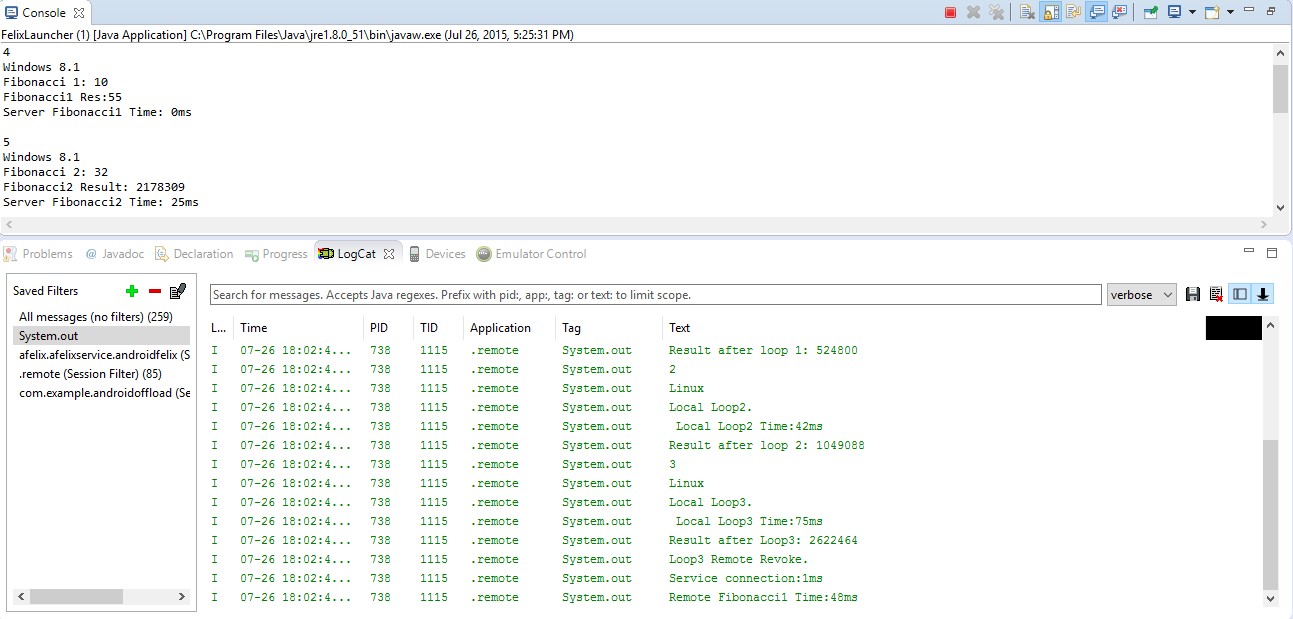 Console
FelixLauncher (1) [Java Application] C:\Program Files\Java\jre1.8.0_51\bin\javaw.exe (Jul 26, 2015, 5:25:31 PM)
4
Windows 8.1
Fibonacci 1: 10
Fibonacci1 Res:55
Server Fibonacci1 Time: 0ms
5
Windows 8.1
Fibonacci 2: 32
Fibonacci2 Result: 2178309
Server Fibonacci2 Time: 25ms
Problems @ Javadoc Declaration Progress LogCat Devices Emulator Control
Saved Filters
All messages (no filters) (259)
System.out
afelix.afelixservice.androidfelix (S
.remote (Session Filter) (85)
com.example.androidoffload (Se
Search for messages. Accepts Java regexes. Prefix with pid:, app:, tag: or text: to limit scope. verbose
L... Time PID TID Application Tag Text
I 07-26 18:02:4... 738 1115 .remote System.out Result after loop 1: 524800
I 07-26 18:02:4... 738 1115 .remote System.out 2
I 07-26 18:02:4... 738 1115 .remote System.out Linux
I 07-26 18:02:4... 738 1115 .remote System.out Local Loop2.
I 07-26 18:02:4... 738 1115 .remote System.out Local Loop2 Time:42ms
I 07-26 18:02:4... 738 1115 .remote System.out Result after loop 2: 1049088
I 07-26 18:02:4... 738 1115 .remote System.out 3
I 07-26 18:02:4... 738 1115 .remote System.out Linux
I 07-26 18:02:4... 738 1115 .remote System.out Local Loop3.
I 07-26 18:02:4... 738 1115 .remote System.out Local Loop3 Time:75ms
I 07-26 18:02:4... 738 1115 .remote System.out Result after Loop3: 2622464
I 07-26 18:02:4... 738 1115 .remote System.out Loop3 Remote Revoke.
I 07-26 18:02:4... 738 1115 .remote System.out Service connection:1ms
I 07-26 18:02:4... 738 1115 .remote System.out Remote Fibonacci1 Time:48ms